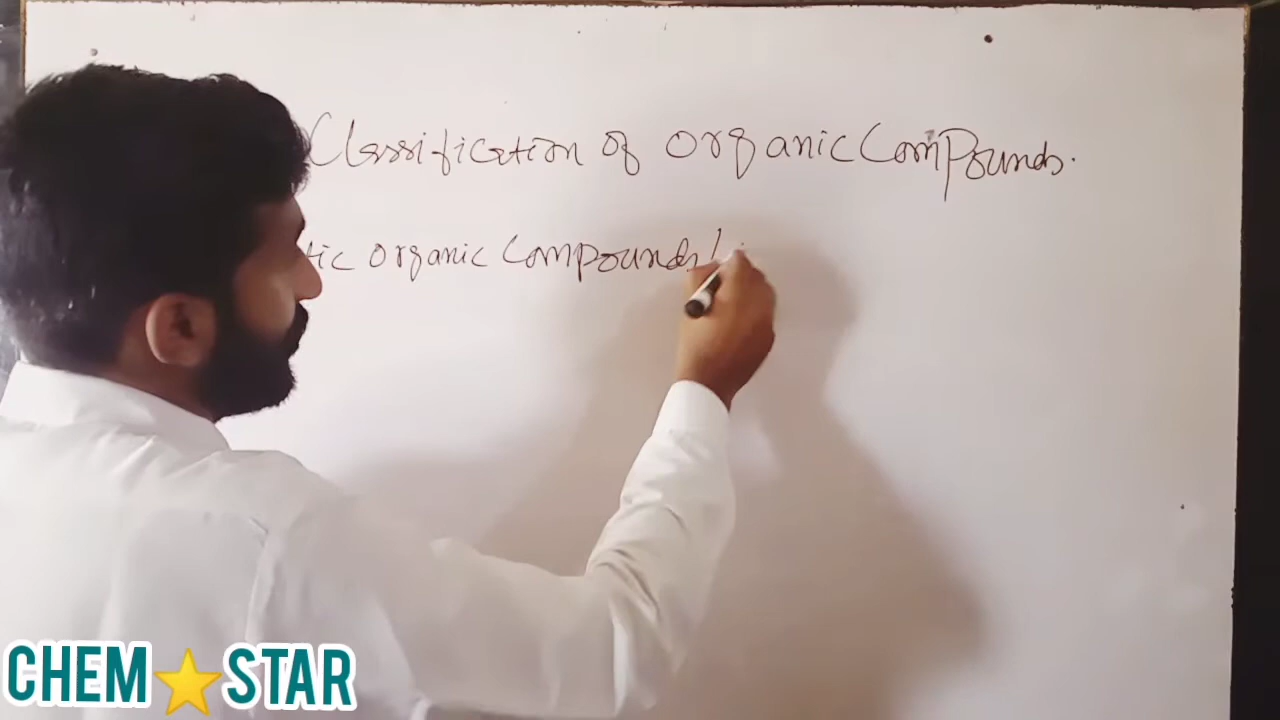 Classification of organic Compounds.
tic organic Compounds
CHEM STAR